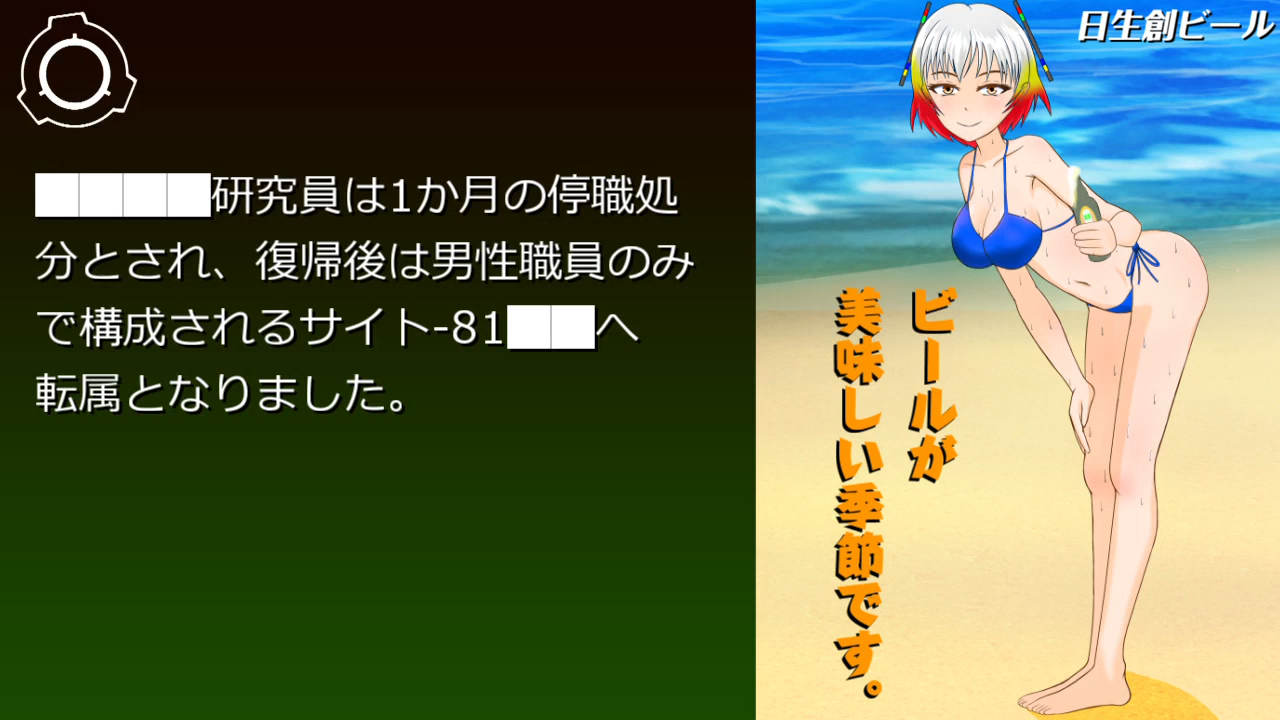 ████研究員は1か月の停職処
分とされ、復帰後は男性職員のみ
で構成されるサイト-81██へ
転属となりました。
日生創ビール
ビールが
美味しい季節です。